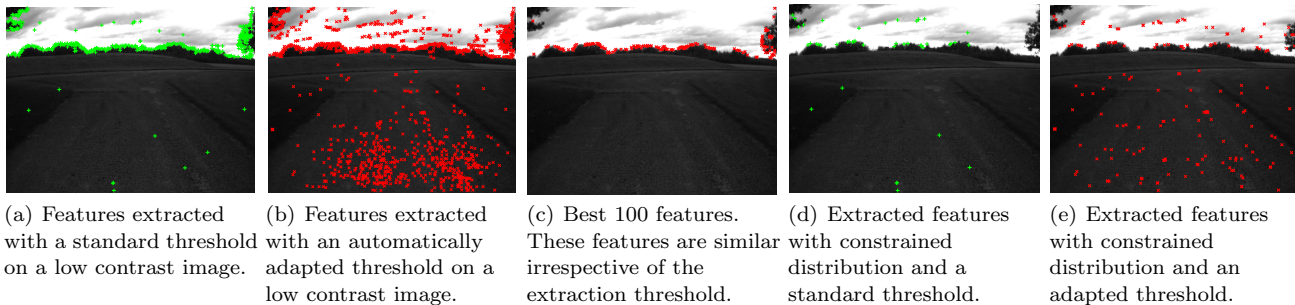 (a) Features extracted
with a standard threshold
on a low contrast image.
(b) Features extracted
with an automatically
adapted threshold on a
low contrast image.
(c) Best 100 features.
These features are similar
irrespective of the
extraction threshold.
(d) Extracted features
with constrained
distribution and a
standard threshold.
(e) Extracted features
with constrained
distribution and an
adapted threshold.